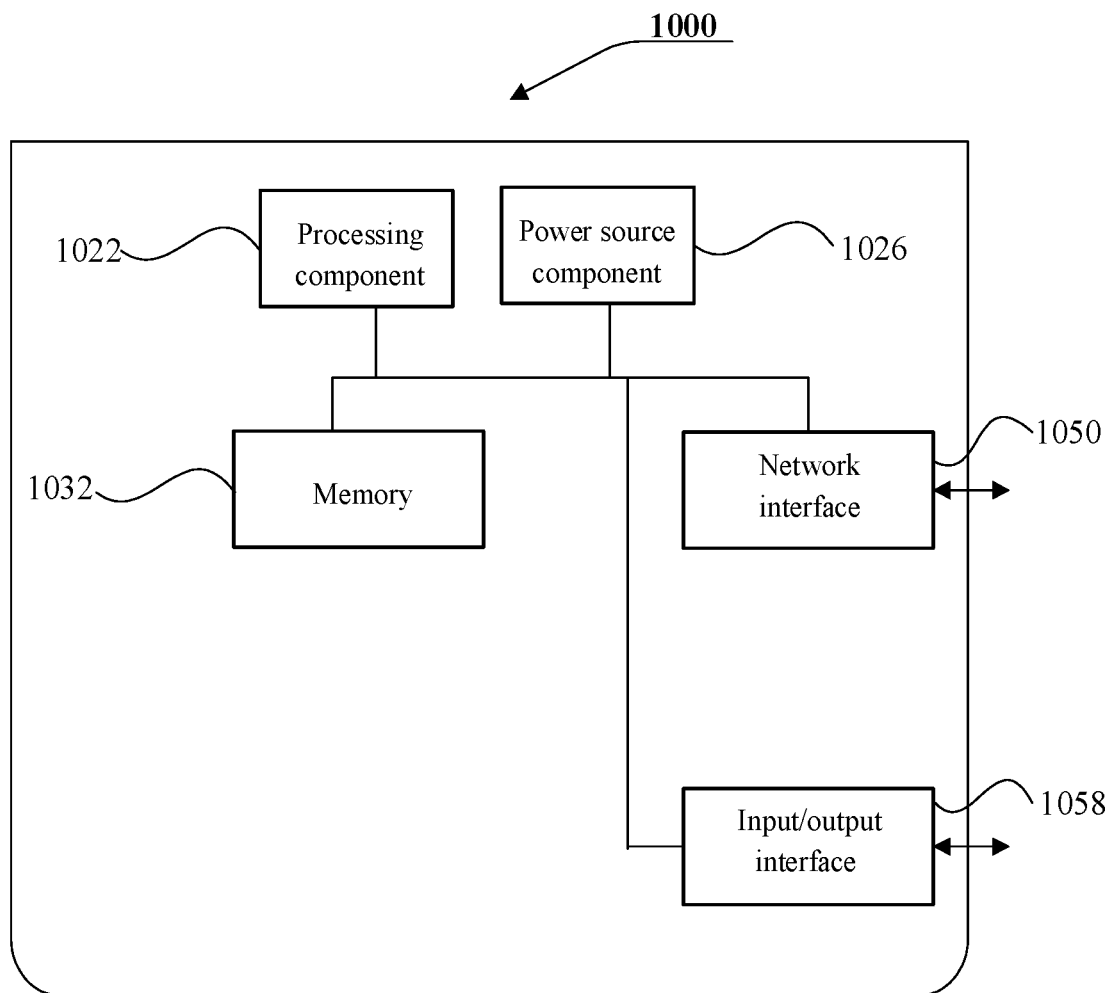 1000
Processing
component
1022
Power source
component
1026
Memory
1032
Network
interface
1050
Input/output
interface
1058